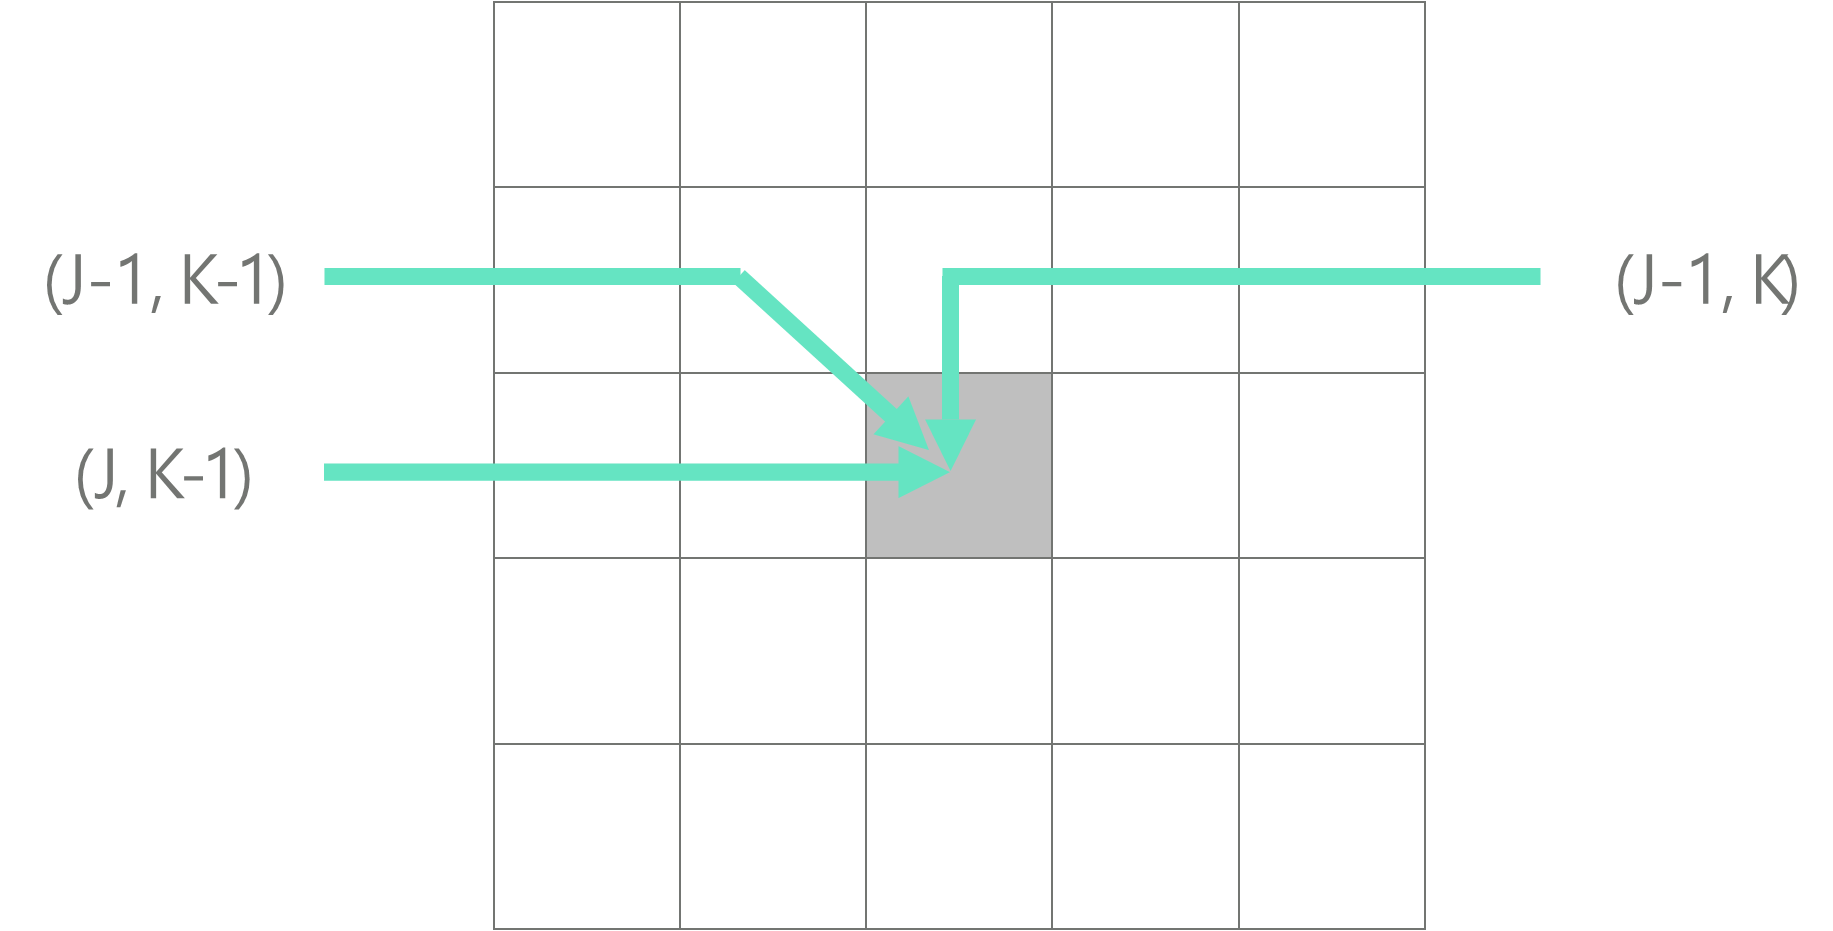 (J-1, K-1)
(J-1, K)
(J, K-1)